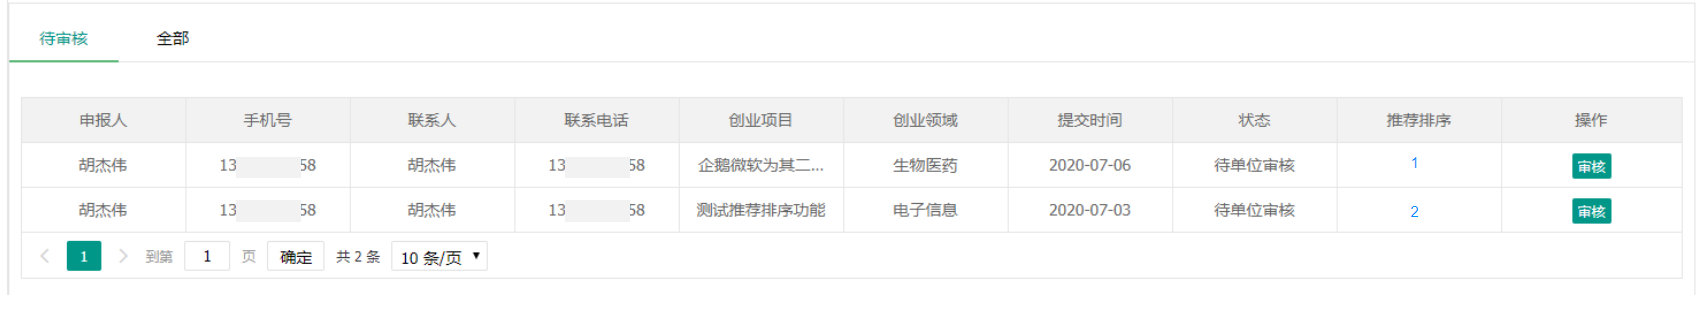 待审核 全部
申报人 手机号 联系人 联系电话 创业项目 创业领域 提交时间 状态 推荐排序 操作
胡杰伟 13 58 胡杰伟 13 58 企鹅微软为其二... 生物医药 2020-07-06 待单位审核 1 审核
胡杰伟 13 58 胡杰伟 13 58 测试推荐排序功能 电子信息 2020-07-03 待单位审核 2 审核
< 1 > 到第 1 页 确定 共 2 条 10 条/页